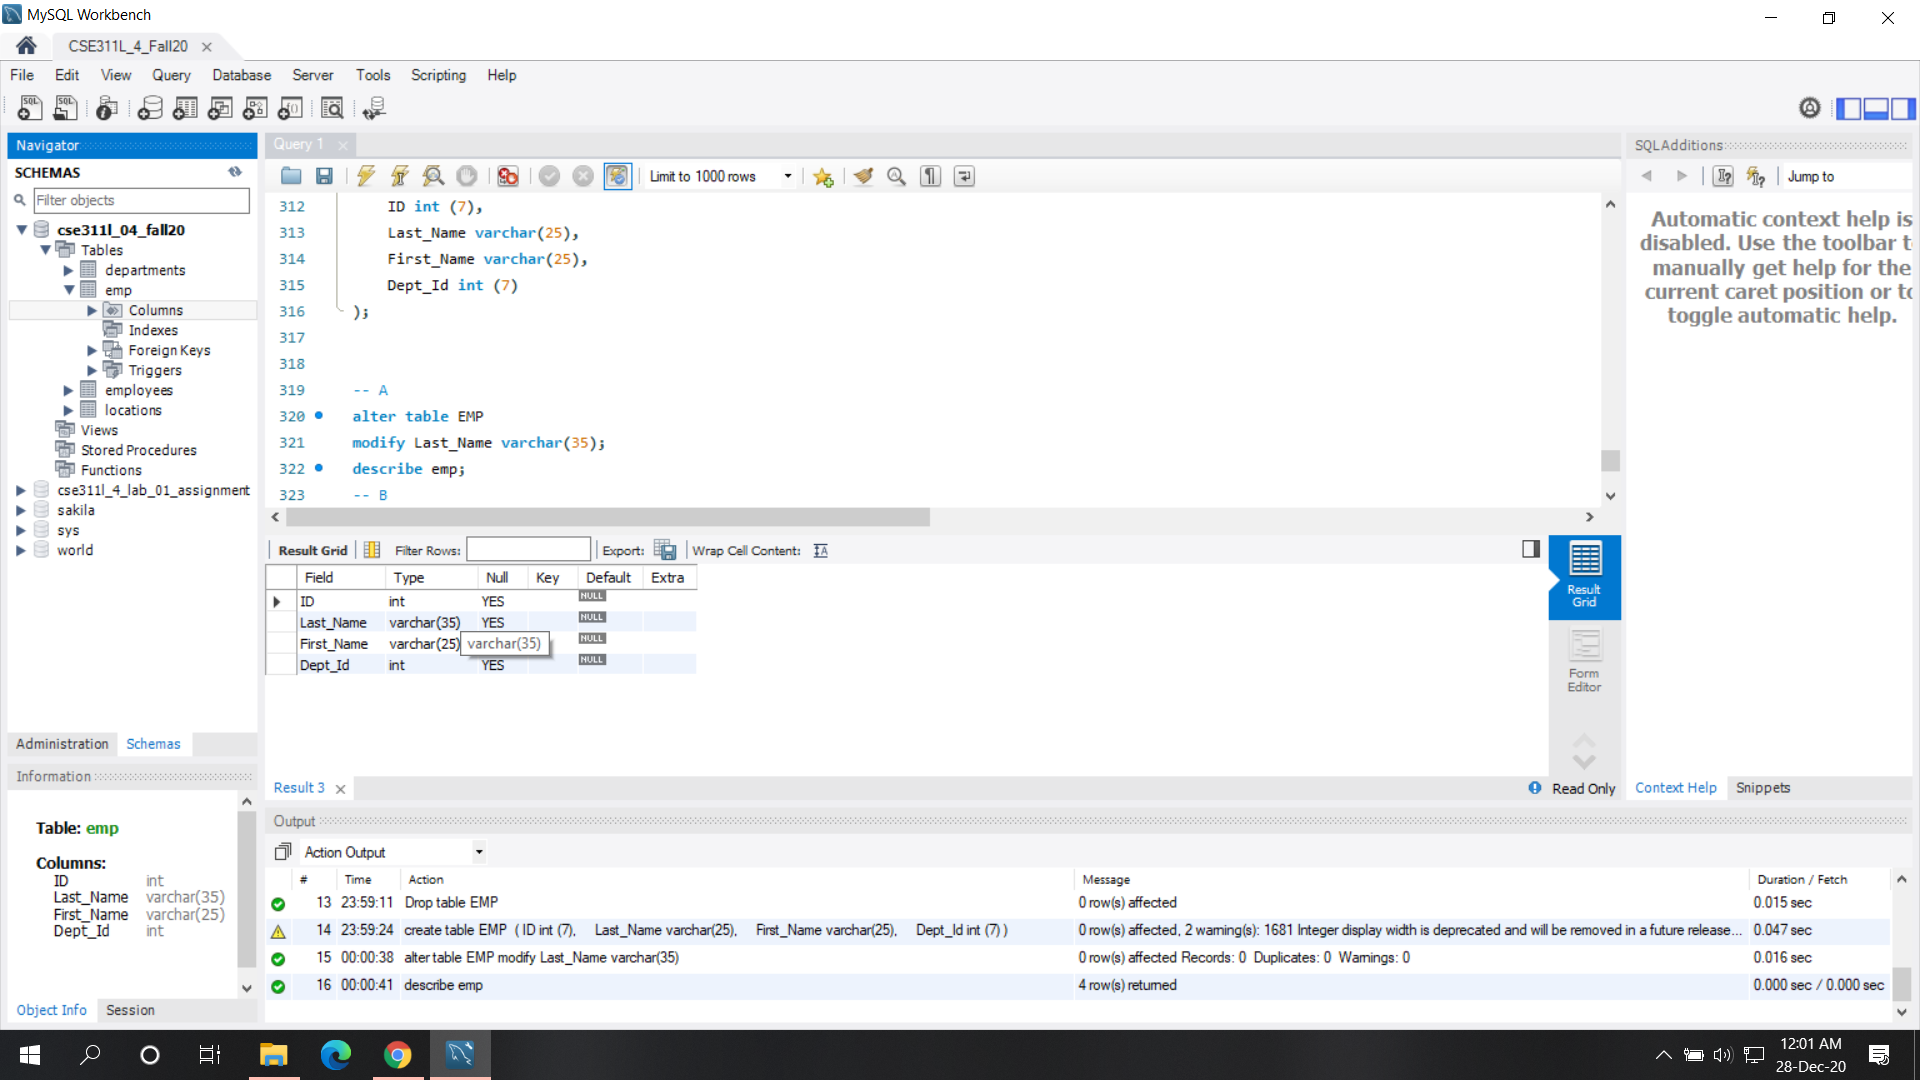 MySQL Workbench
CSE311L_4_Fall20
File Edit View Query Database Server Tools Scripting Help
Navigator
SCHEMAS
Filter objects
cse311l_04_fall20
Tables
departments
emp
Columns
Indexes
Foreign Keys
Triggers
employees
locations
Views
Stored Procedures
Functions
cse311l_4_lab_01_assignment
sakila
sys
world
Administration Schemas
Information
Table: emp
Columns:
ID int
Last_Name varchar(35)
First_Name varchar(25)
Dept_Id int
Object Info Session
Query 1
Limit to 1000 rows
312 ID int (7),
313 Last_Name varchar(25),
314 First_Name varchar(25),
315 Dept_Id int (7)
316 );
317
318
319 -- A
320 alter table EMP
321 modify Last_Name varchar(35);
322 describe emp;
323 -- B
Result Grid Filter Rows: Export: Wrap Cell Content:
Field Type Null Key Default Extra
ID int YES NULL
Last_Name varchar(35) YES NULL
First_Name varchar(25) varchar(35) NULL
Dept_Id int YES NULL
Result Grid
Form Editor
Result 3
Read Only
SQLAdditions
Jump to
Automatic context help is
disabled. Use the toolbar t
manually get help for the
current caret position or to
toggle automatic help.
Context Help Snippets
Output
Action Output
# Time Action Message Duration / Fetch
13 23:59:11 Drop table EMP 0 row(s) affected 0.015 sec
14 23:59:24 create table EMP ( ID int (7), Last_Name varchar(25), First_Name varchar(25), Dept_Id int (7) ) 0 row(s) affected, 2 warning(s): 1681 Integer display width is deprecated and will be removed in a future release... 0.047 sec
15 00:00:38 alter table EMP modify Last_Name varchar(35) 0 row(s) affected Records: 0 Duplicates: 0 Warnings: 0 0.016 sec
16 00:00:41 describe emp 4 row(s) returned 0.000 sec / 0.000 sec
12:01 AM
28-Dec-20